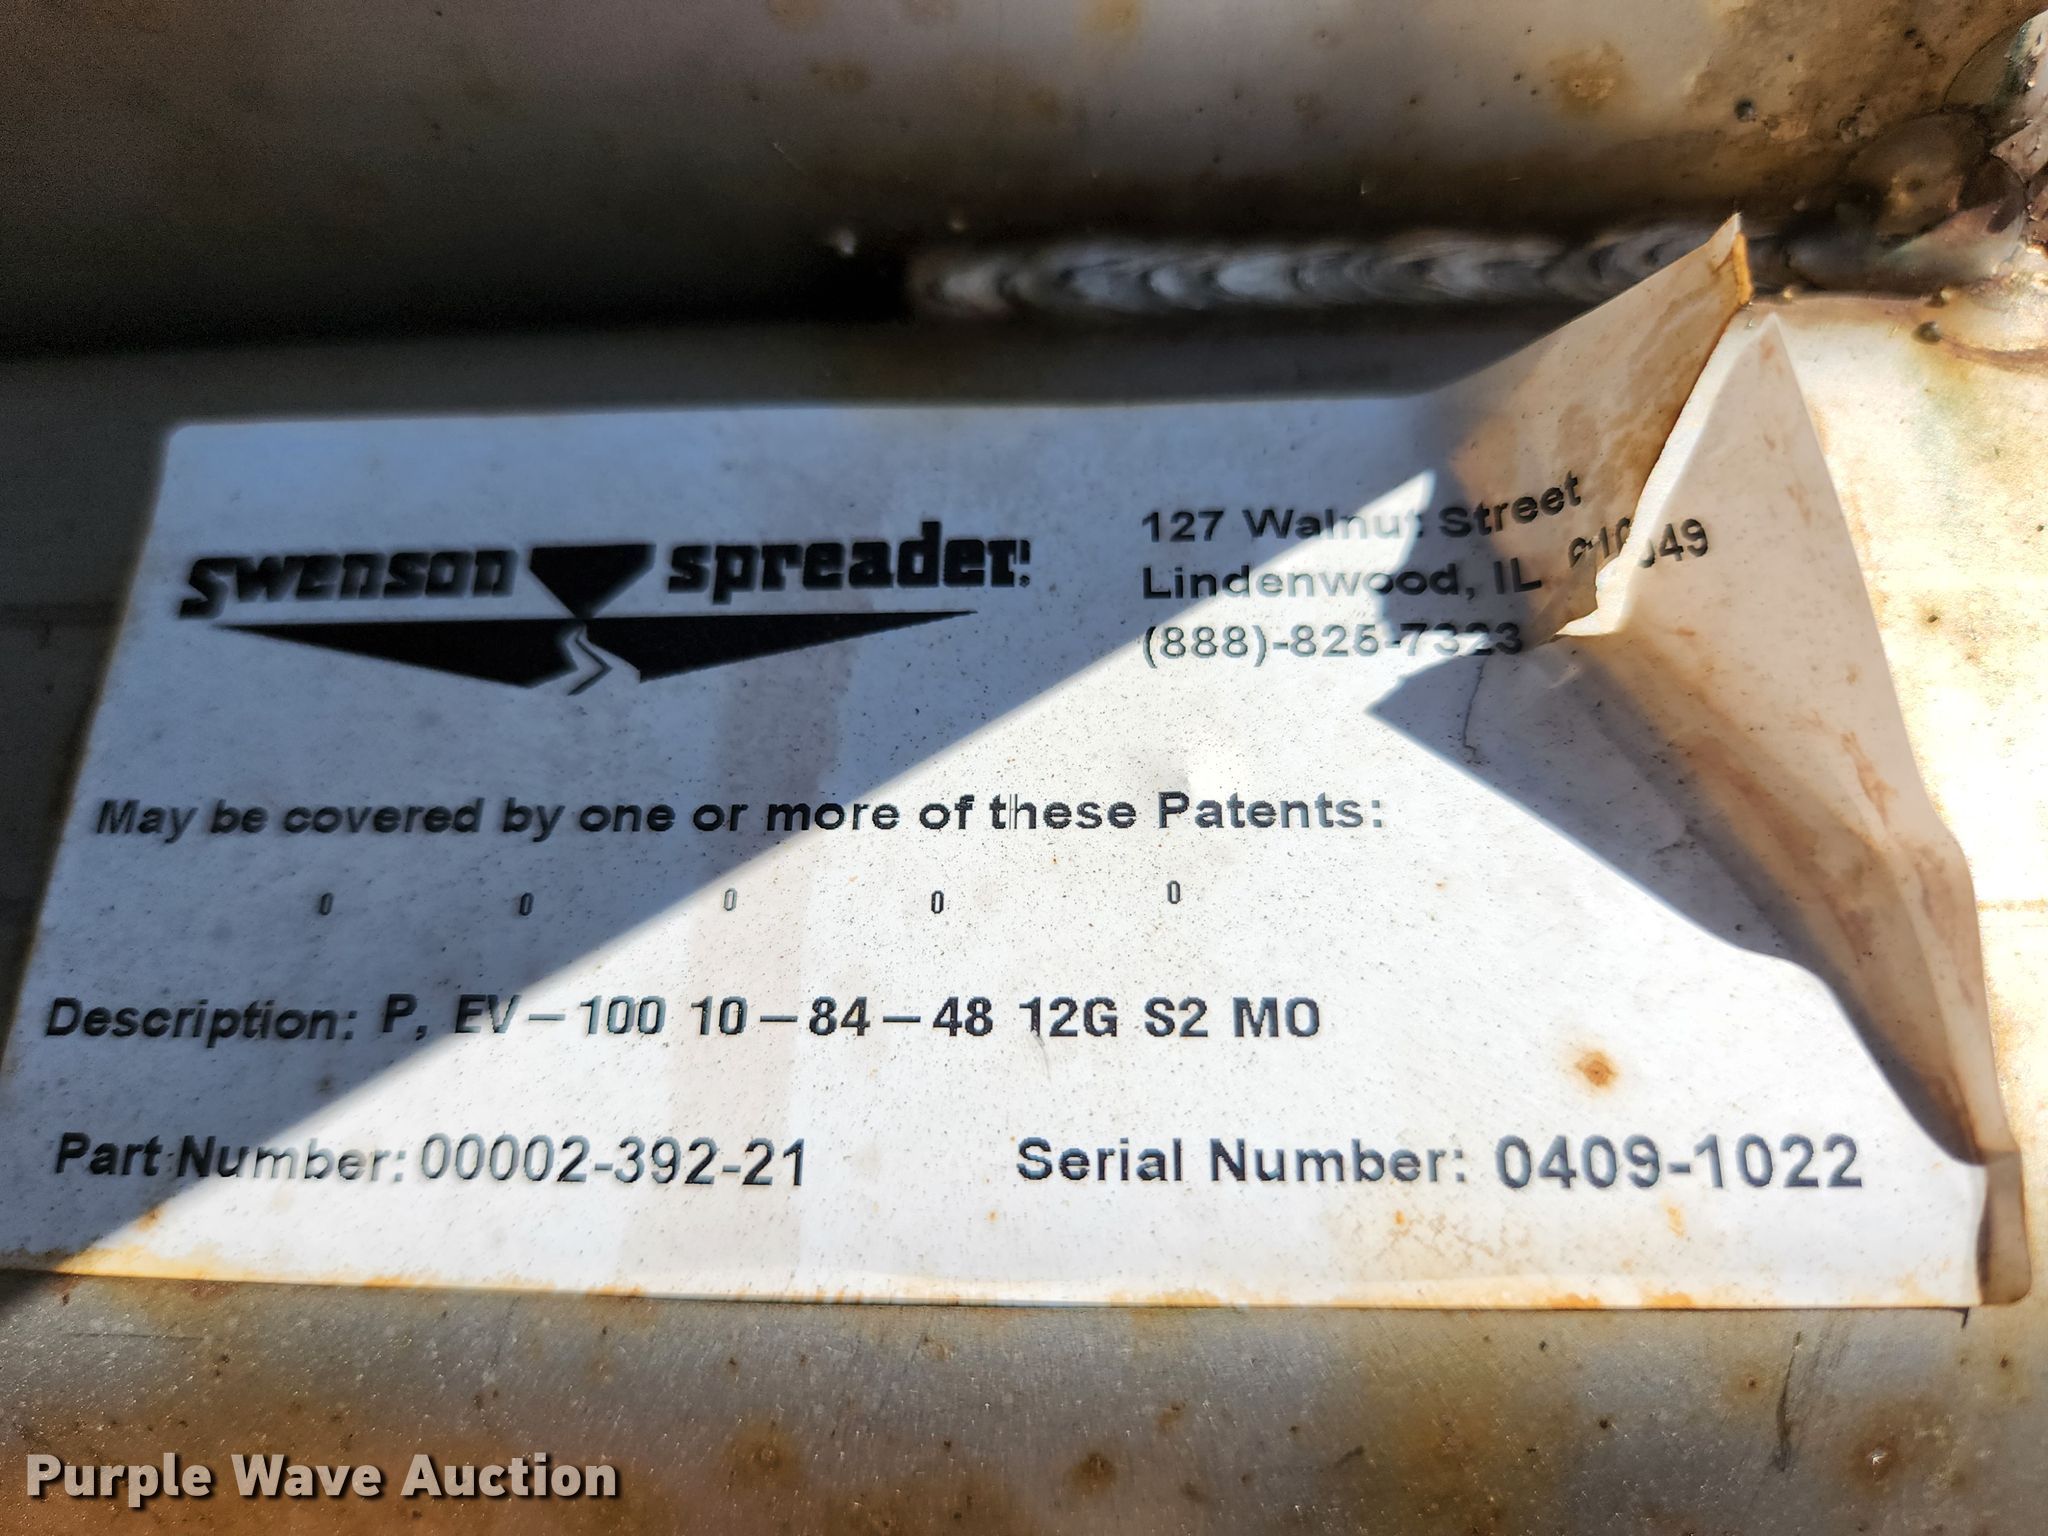 swenson spreader
127 Walnut Street
Lindenwood, IL
(888)-825-7323
May be covered by one or more of these Patents:
0 0 0 0 0
Description: P, EV-100 10-84-48 12G S2 MO
Part Number: 00002-392-21 Serial Number: 0409-1022
Purple Wave Auction